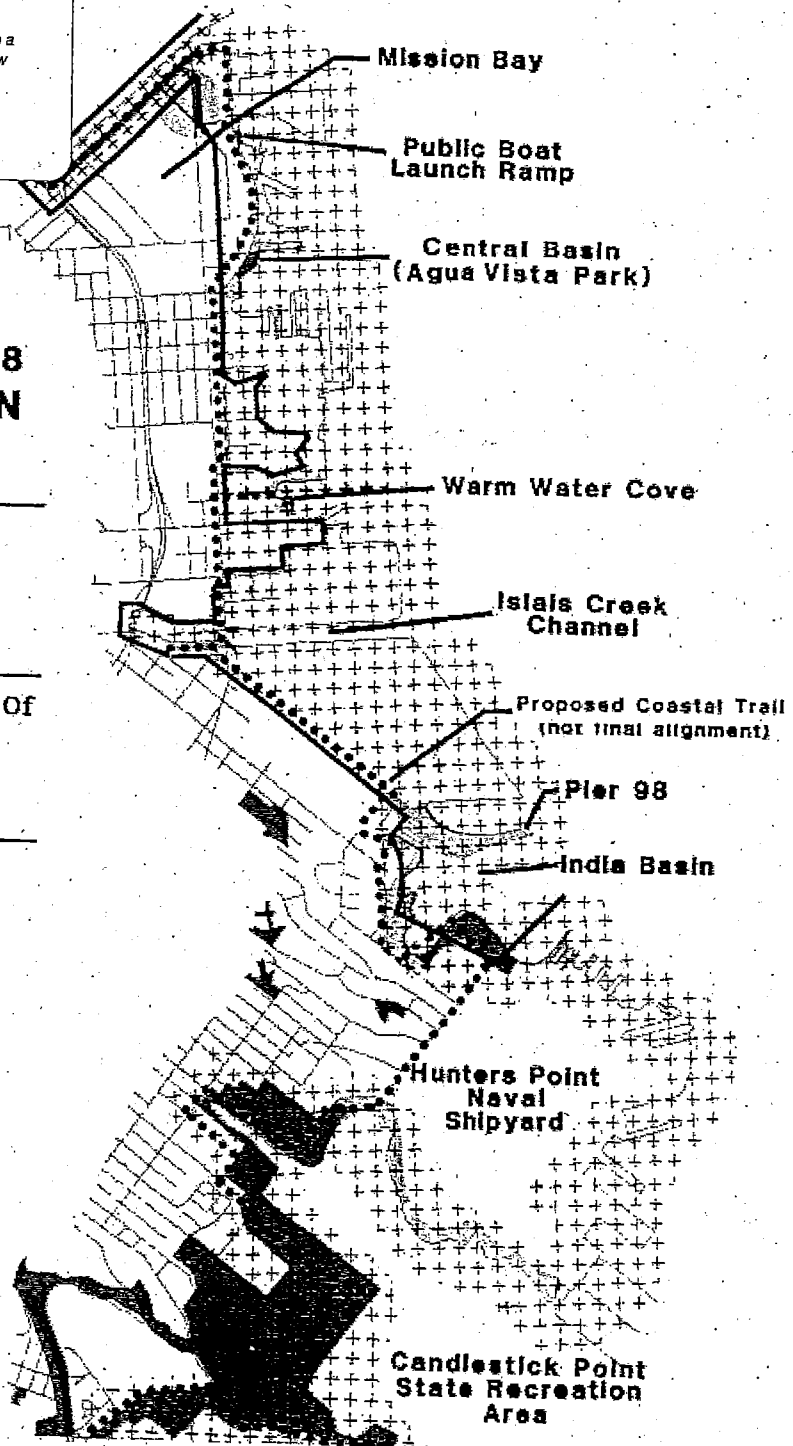 Mission Bay
Public Boat
Launch Ramp
Central Basin
(Agua Vista Park)
8
N
Warm Water Cove
Islais Creek
Channel
Of
Proposed Coastal Trail
(not final alignment)
Pier 98
India Basin
Hunters Point
Naval
Shipyard
Candlestick Point
State Recreation
Area